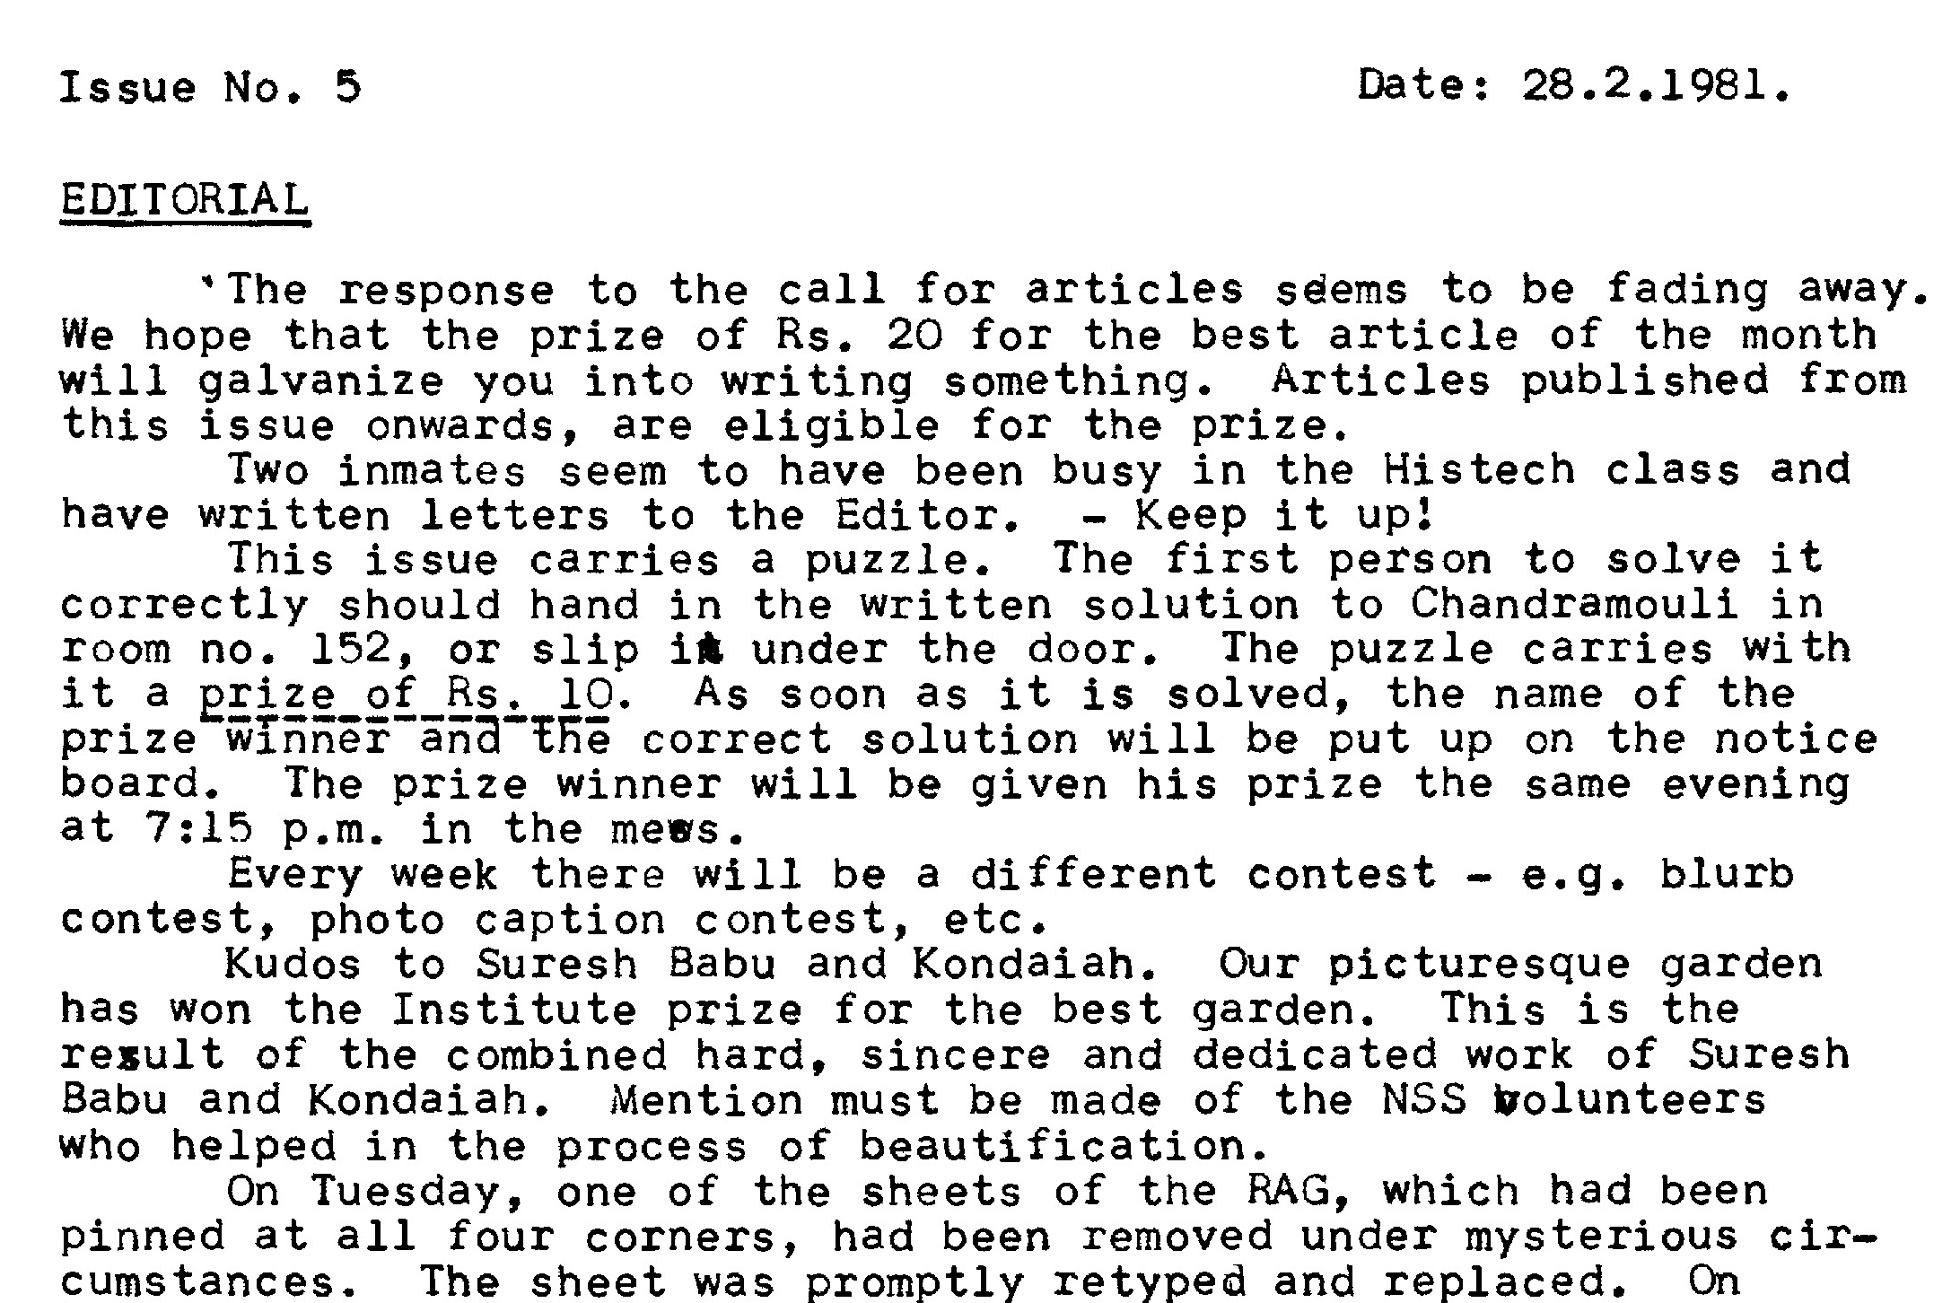 Issue No. 5 Date: 28.2.1981.
EDITORIAL
The response to the call for articles seems to be fading away.
We hope that the prize of Rs. 20 for the best article of the month
will galvanize you into writing something. Articles published from
this issue onwards, are eligible for the prize.
Two inmates seem to have been busy in the Histech class and
have written letters to the Editor. - Keep it up!
This issue carries a puzzle. The first person to solve it
correctly should hand in the written solution to Chandramouli in
room no. 152, or slip it under the door. The puzzle carries with
it a prize of Rs. 10. As soon as it is solved, the name of the
prize winner and the correct solution will be put up on the notice
board. The prize winner will be given his prize the same evening
at 7:15 p.m. in the mess.
Every week there will be a different contest - e.g. blurb
contest, photo caption contest, etc.
Kudos to Suresh Babu and Kondaiah. Our picturesque garden
has won the Institute prize for the best garden. This is the
result of the combined hard, sincere and dedicated work of Suresh
Babu and Kondaiah. Mention must be made of the NSS volunteers
who helped in the process of beautification.
On Tuesday, one of the sheets of the RAG, which had been
pinned at all four corners, had been removed under mysterious cir-
cumstances. The sheet was promptly retyped and replaced. On